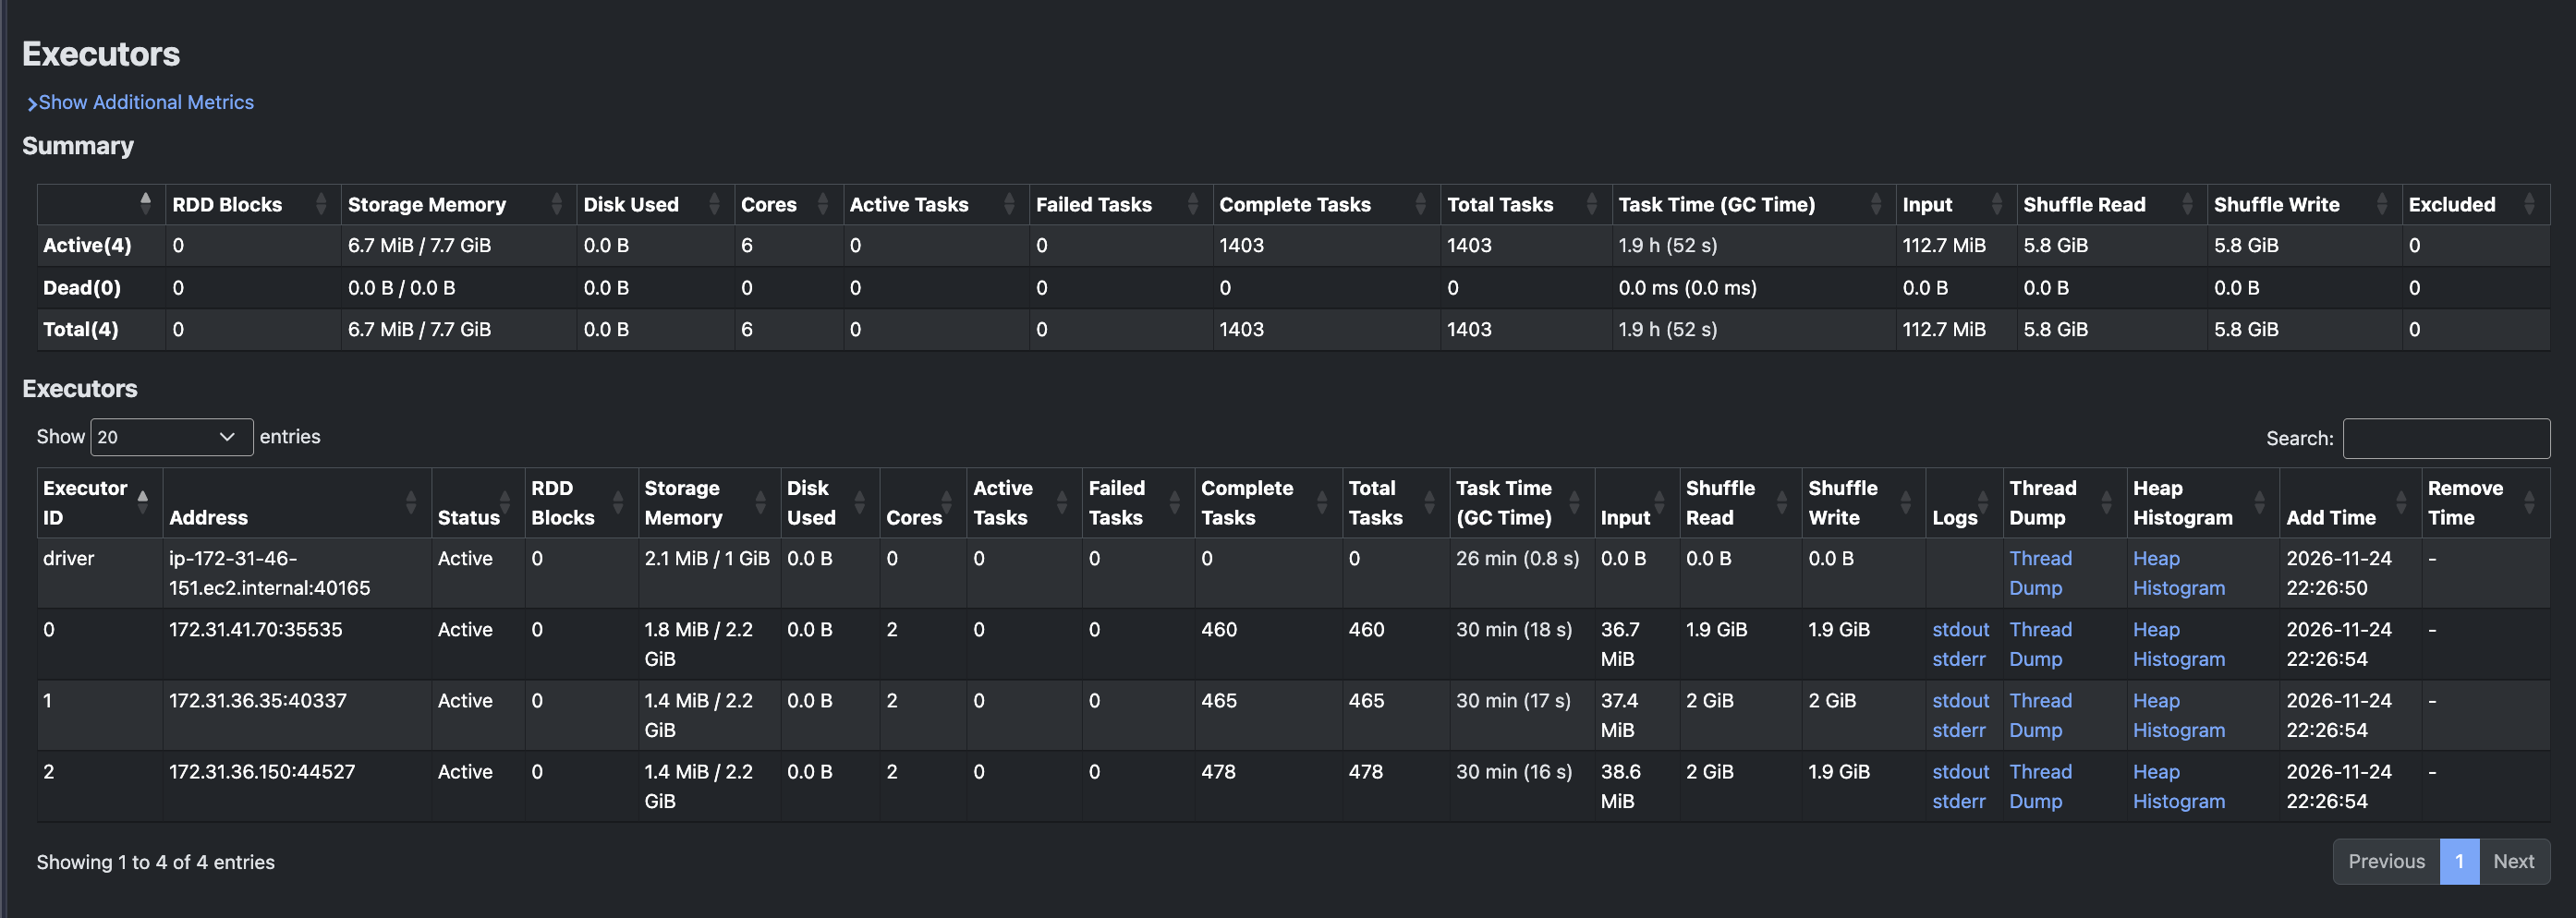 Executors
Show Additional Metrics
Summary
RDD Blocks Storage Memory Disk Used Cores Active Tasks Failed Tasks Complete Tasks Total Tasks Task Time (GC Time) Input Shuffle Read Shuffle Write Excluded
Active(4) 0 6.7 MiB / 7.7 GiB 0.0 B 6 0 0 1403 1403 1.9 h (52 s) 112.7 MiB 5.8 GiB 5.8 GiB 0
Dead(0) 0 0.0 B / 0.0 B 0.0 B 0 0 0 0 0 0.0 ms (0.0 ms) 0.0 B 0.0 B 0.0 B 0
Total(4) 0 6.7 MiB / 7.7 GiB 0.0 B 6 0 0 1403 1403 1.9 h (52 s) 112.7 MiB 5.8 GiB 5.8 GiB 0
Executors
Show 20 entries Search:
Executor RDD Storage Disk Active Failed Complete Total Task Time Shuffle Shuffle Thread Heap Remove
ID Address Status Blocks Memory Used Cores Tasks Tasks Tasks Tasks (GC Time) Input Read Write Logs Dump Histogram Add Time Time
driver ip-172-31-46- Active 0 2.1 MiB / 1 GiB 0.0 B 0 0 0 0 0 26 min (0.8 s) 0.0 B 0.0 B 0.0 B Thread Heap 2026-11-24 -
151.ec2.internal:40165 Dump Histogram 22:26:50
0 172.31.41.70:35535 Active 0 1.8 MiB / 2.2 0.0 B 2 0 0 460 460 30 min (18 s) 36.7 1.9 GiB 1.9 GiB stdout Thread Heap 2026-11-24 -
GiB MiB stderr Dump Histogram 22:26:54
1 172.31.36.35:40337 Active 0 1.4 MiB / 2.2 0.0 B 2 0 0 465 465 30 min (17 s) 37.4 2 GiB 2 GiB stdout Thread Heap 2026-11-24 -
GiB MiB stderr Dump Histogram 22:26:54
2 172.31.36.150:44527 Active 0 1.4 MiB / 2.2 0.0 B 2 0 0 478 478 30 min (16 s) 38.6 2 GiB 1.9 GiB stdout Thread Heap 2026-11-24 -
GiB MiB stderr Dump Histogram 22:26:54
Showing 1 to 4 of 4 entries Previous 1 Next